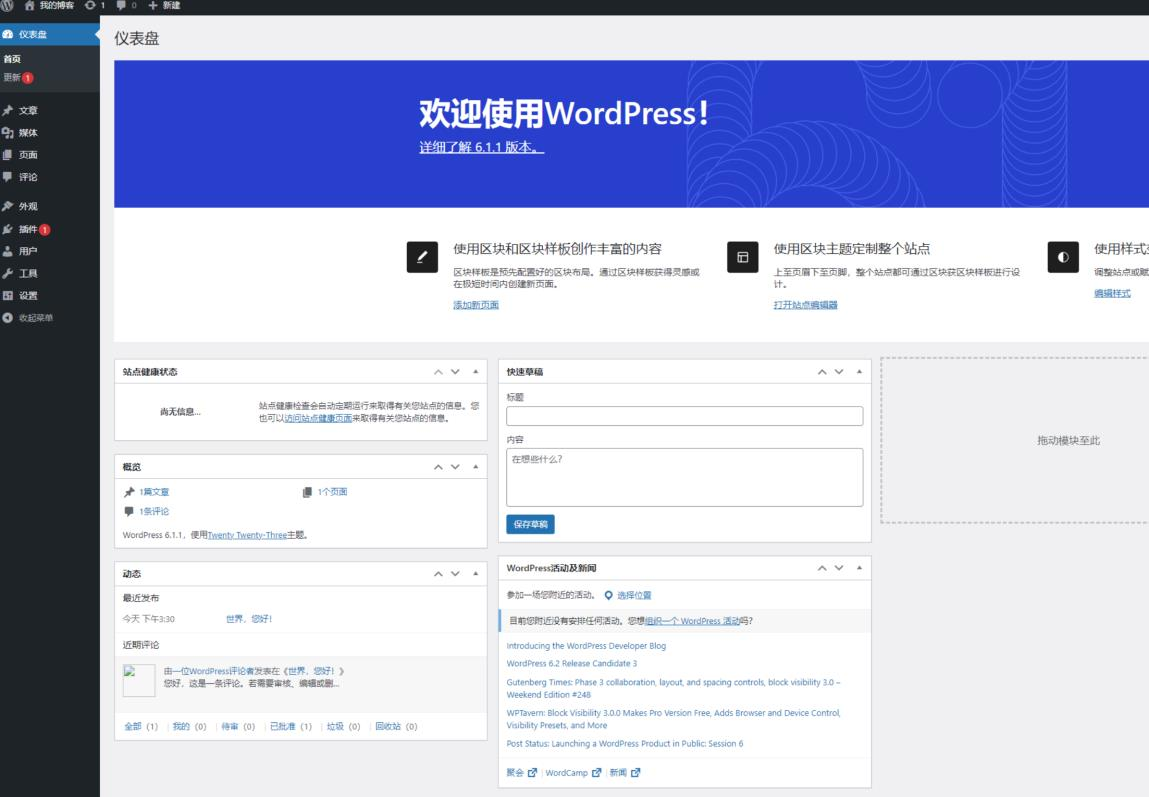 我的博客 1 0 新建
仪表盘
首页
更新 1
文章
媒体
页面
评论
外观
插件 1
用户
工具
设置
收起菜单
仪表盘
欢迎使用WordPress！
详细了解 6.1.1 版本。
使用区块和区块样板创作丰富的内容
区块样板是预先配置好的区块布局。通过区块样板获得灵感或
在极短时间内创建新页面。
添加新页面
使用区块主题定制整个站点
上至页眉下至页脚，整个站点都可通过区块获区块样板进行设
计。
打开站点编辑器
使用样式
调整站点或
编辑样式
站点健康状态
尚无信息…
站点健康检查会自动定期运行来取得有关您站点的信息。您
也可以访问站点健康页面来取得有关您站点的信息。
概览
1篇文章
1个页面
1条评论
WordPress 6.1.1，使用Twenty Twenty-Three主题。
动态
最近发布
今天 下午3:30 世界，您好！
近期评论
由一位WordPress评论者发表在《世界，您好！》
您好，这是一条评论。若需要审核、编辑或删…
全部 (1) | 我的 (0) | 待审 (0) | 已批准 (1) | 垃圾 (0) | 回收站 (0)
快速草稿
标题
内容
在想些什么？
保存草稿
WordPress活动及新闻
参加一场您附近的活动。 选择位置
目前您附近没有安排任何活动。您想组织一个 WordPress 活动吗？
Introducing the WordPress Developer Blog
WordPress 6.2 Release Candidate 3
Gutenberg Times: Phase 3 collaboration, layout, and spacing controls, block visibility 3.0 –
Weekend Edition #248
WPTavern: Block Visibility 3.0.0 Makes Pro Version Free, Adds Browser and Device Control,
Visibility Presets, and More
Post Status: Launching a WordPress Product in Public: Session 6
聚会 | WordCamp | 新闻
拖动模块至此